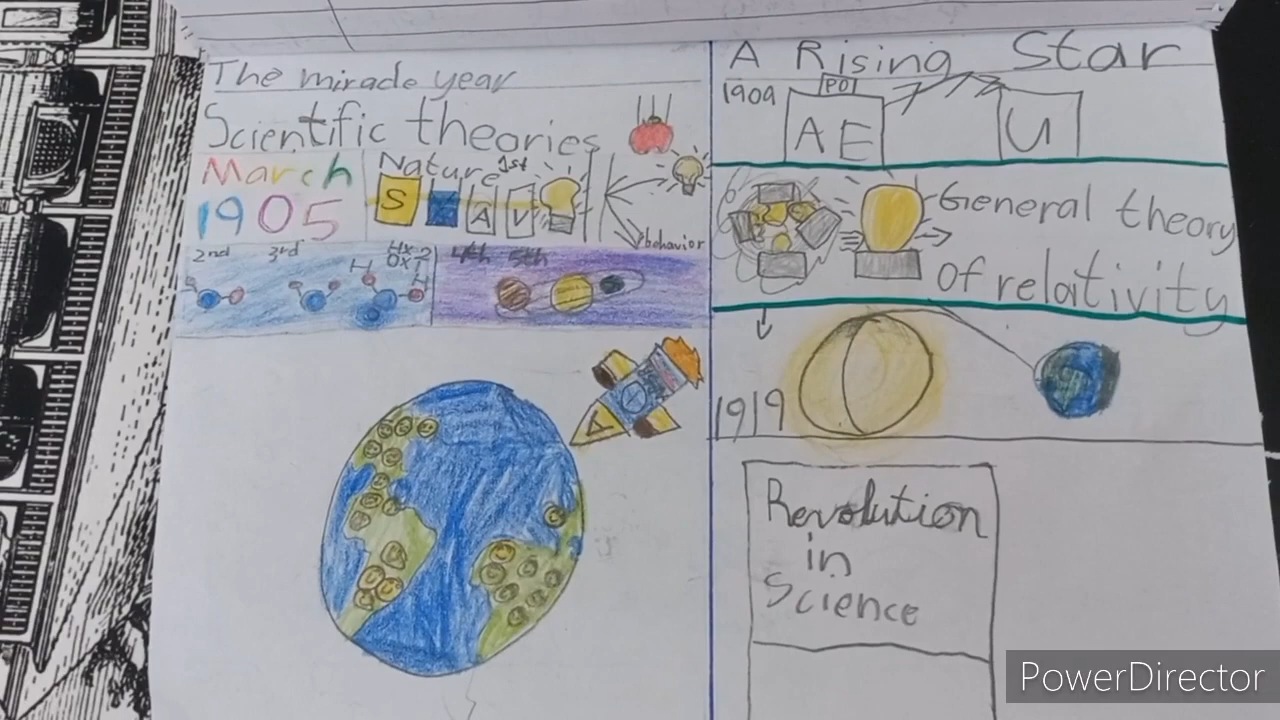 The miracle year
Scientific theories
March
1905
Nature 1st
S
A
V
behavior
2nd
3rd
4th
5th
H
H
A
A Rising Star
1909
POI
AE
U
General theory
of relativity
1919
Revolution
in
Science
PowerDirector